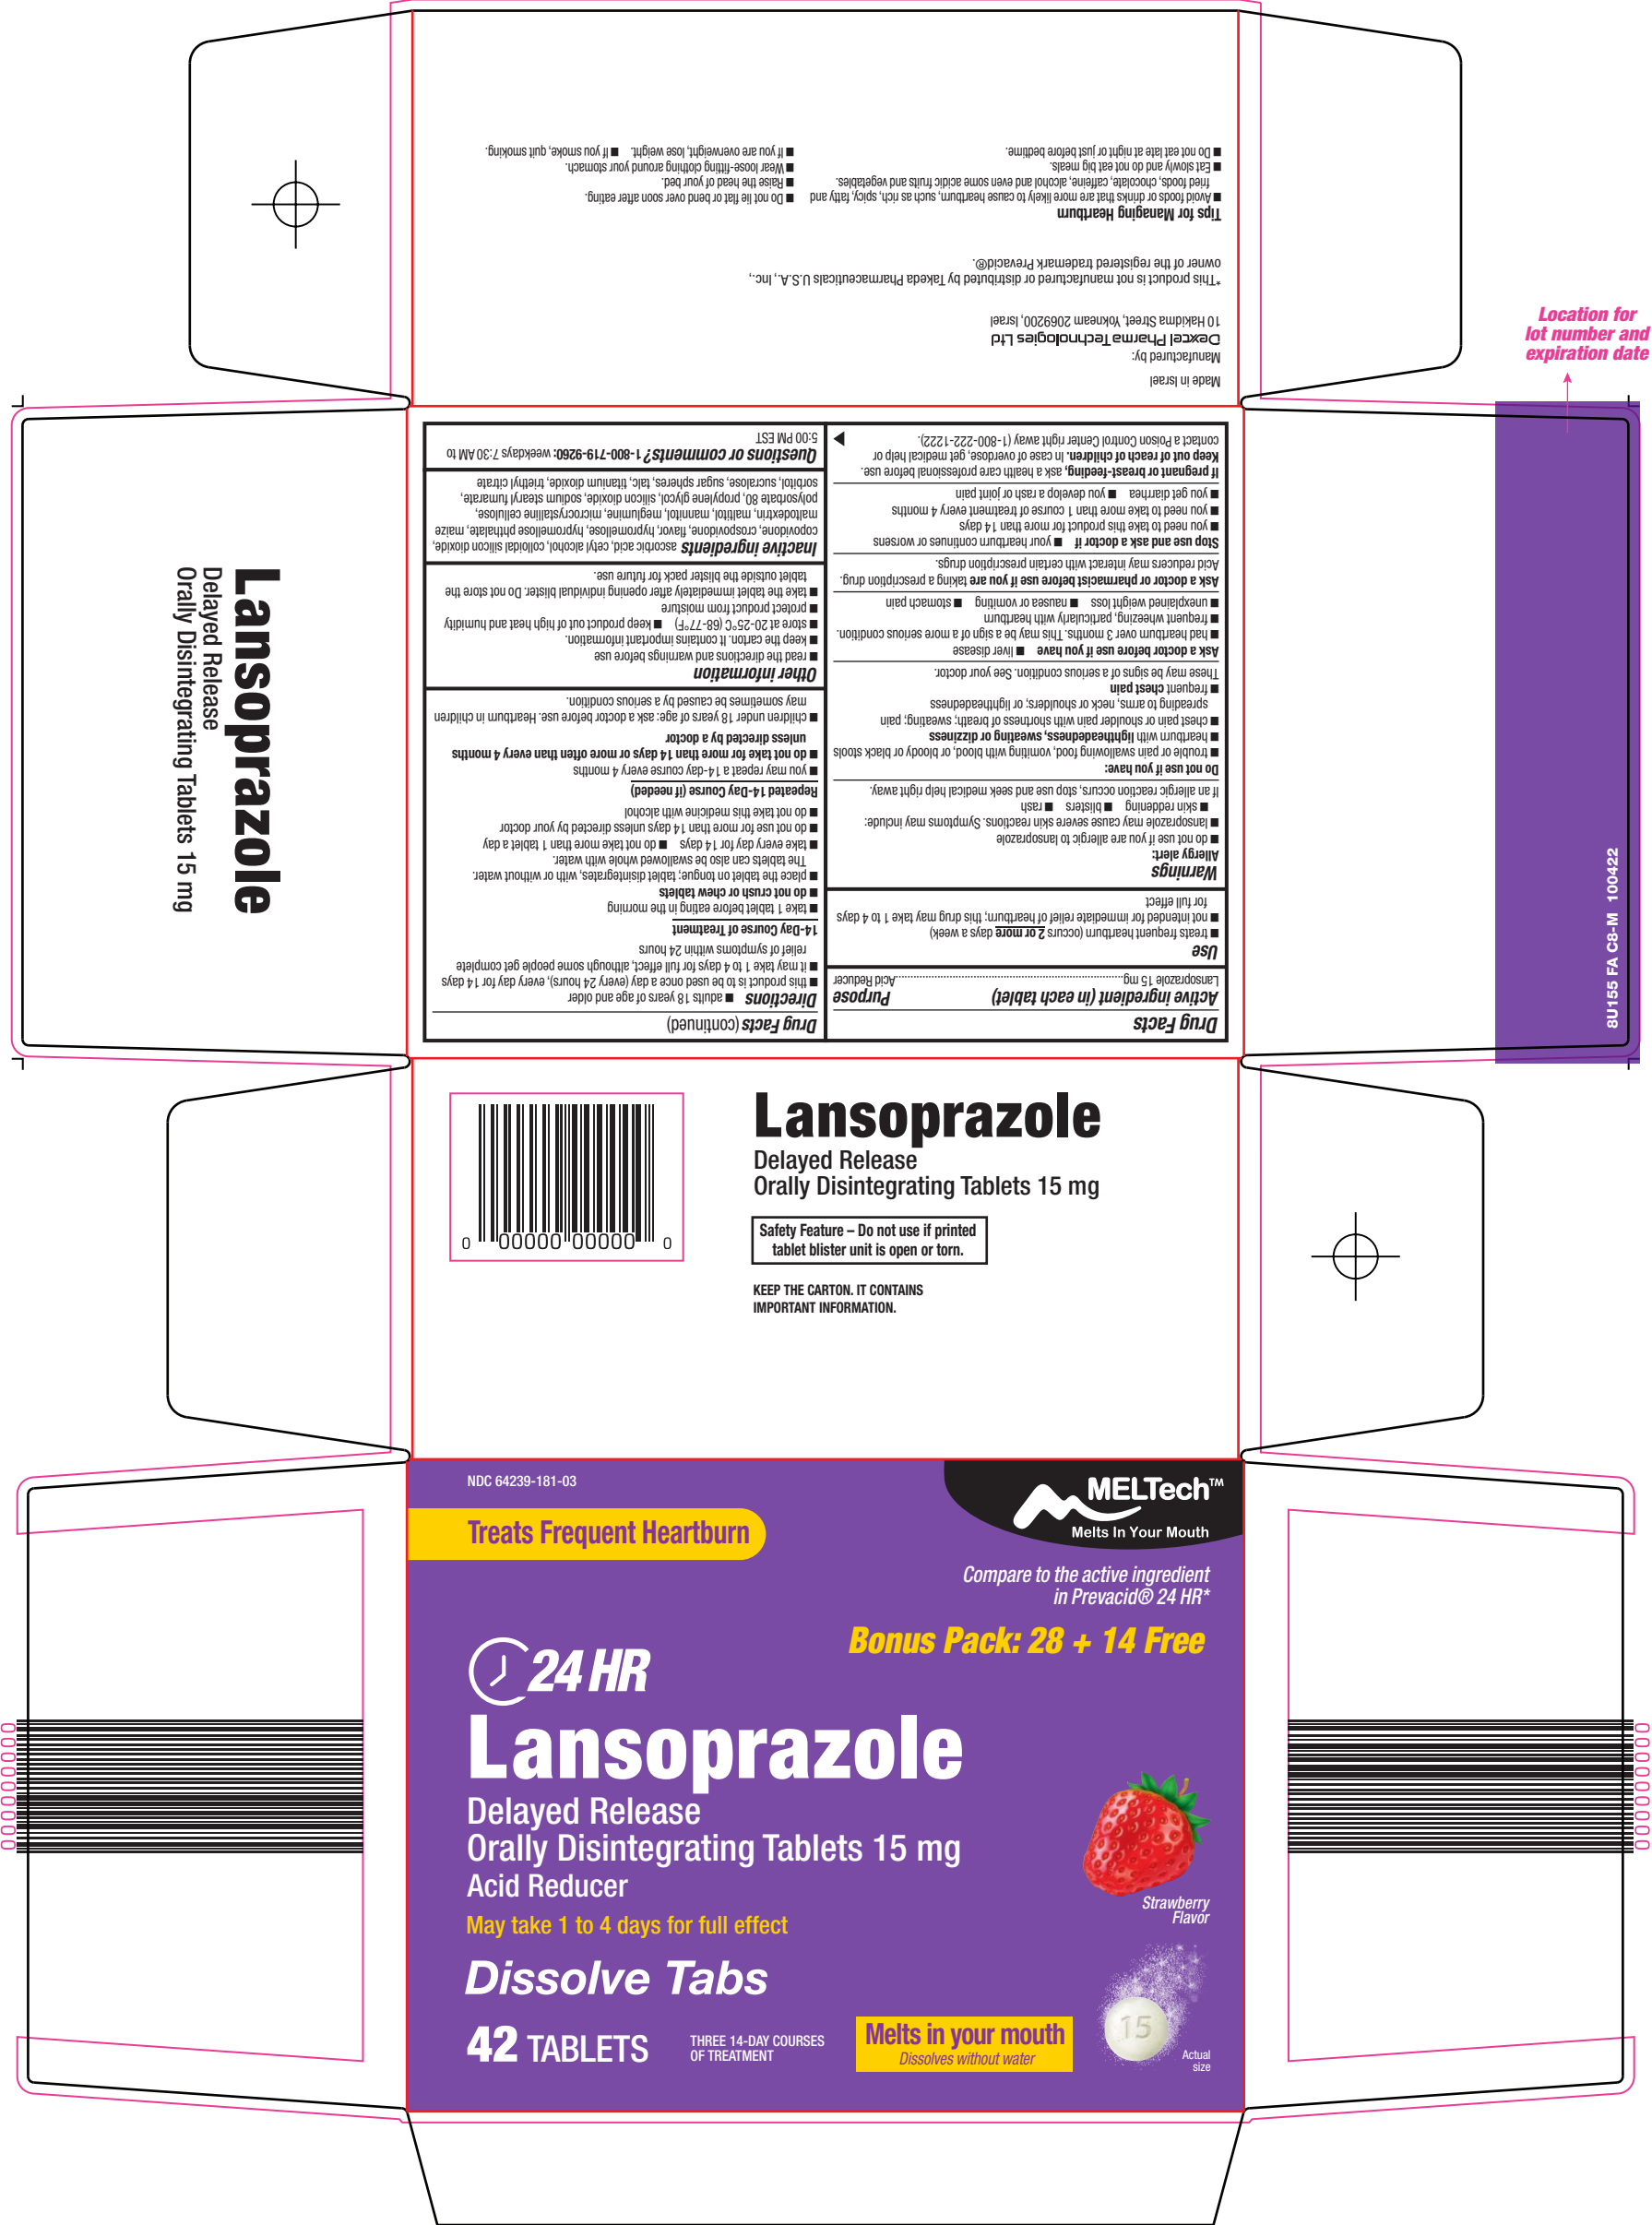 Made in Israel
Manufactured by:
Dexcel Pharma Technologies Ltd
10 Hakidma Street, Yokneam 2069200, Israel
*This product is not manufactured or distributed by Takeda Pharmaceuticals U.S.A., Inc.,
owner of the registered trademark Prevacid®.
Tips for Managing Heartburn
■ Avoid foods or drinks that are more likely to cause heartburn, such as rich, spicy, fatty and
fried foods, chocolate, caffeine, alcohol and even some acidic fruits and vegetables.
■ Eat slowly and do not eat big meals.
■ Do not eat late at night or just before bedtime.
■ Do not lie flat or bend over soon after eating.
■ Raise the head of your bed.
■ Wear loose-fitting clothing around your stomach.
■ If you are overweight, lose weight. ■ If you smoke, quit smoking.
Location for
lot number and
expiration date
8U155 FA C8-M 100422
Lansoprazole
Delayed Release
Orally Disintegrating Tablets 15 mg
Drug Facts
Active ingredient (in each tablet) Purpose
Lansoprazole 15 mg Acid Reducer
Use
■ treats frequent heartburn (occurs 2 or more days a week)
■ not intended for immediate relief of heartburn; this drug may take 1 to 4 days
for full effect
Warnings
Allergy alert:
■ do not use if you are allergic to lansoprazole
■ lansoprazole may cause severe skin reactions. Symptoms may include:
■ skin reddening ■ blisters ■ rash
If an allergic reaction occurs, stop use and seek medical help right away.
Do not use if you have:
■ trouble or pain swallowing food, vomiting with blood, or bloody or black stools
■ heartburn with lightheadedness, sweating or dizziness
■ chest pain or shoulder pain with shortness of breath; sweating; pain
spreading to arms, neck or shoulders; or lightheadedness
■ frequent chest pain
These may be signs of a serious condition. See your doctor.
Ask a doctor before use if you have ■ liver disease
■ had heartburn over 3 months. This may be a sign of a more serious condition.
■ frequent wheezing, particularly with heartburn
■ unexplained weight loss ■ nausea or vomiting ■ stomach pain
Ask a doctor or pharmacist before use if you are taking a prescription drug.
Acid reducers may interact with certain prescription drugs.
Stop use and ask a doctor if ■ your heartburn continues or worsens
■ you need to take this product for more than 14 days
■ you need to take more than 1 course of treatment every 4 months
■ you get diarrhea ■ you develop a rash or joint pain
If pregnant or breast-feeding, ask a health care professional before use.
Keep out of reach of children. In case of overdose, get medical help or
contact a Poison Control Center right away (1-800-222-1222).
Drug Facts (continued)
Directions ■ adults 18 years of age and older
■ this product is to be used once a day (every 24 hours), every day for 14 days
■ it may take 1 to 4 days for full effect, although some people get complete
relief of symptoms within 24 hours
14-Day Course of Treatment
■ take 1 tablet before eating in the morning
■ do not crush or chew tablets
■ place the tablet on tongue; tablet disintegrates, with or without water.
The tablets can also be swallowed whole with water.
■ take every day for 14 days ■ do not take more than 1 tablet a day
■ do not use for more than 14 days unless directed by your doctor
■ do not take this medicine with alcohol
Repeated 14-Day Course (if needed)
■ you may repeat a 14-day course every 4 months
■ do not take for more than 14 days or more often than every 4 months
unless directed by a doctor
■ children under 18 years of age: ask a doctor before use. Heartburn in children
may sometimes be caused by a serious condition.
Other information
■ read the directions and warnings before use
■ keep the carton. It contains important information.
■ store at 20-25°C (68-77°F) ■ keep product out of high heat and humidity
■ protect product from moisture
■ take the tablet immediately after opening individual blister. Do not store the
tablet outside the blister pack for future use.
Inactive ingredients ascorbic acid, cetyl alcohol, colloidal silicon dioxide,
copovidone, crospovidone, flavor, hypromellose, hypromellose phthalate, maize
maltodextrin, maltitol, mannitol, meglumine, microcrystalline cellulose,
polysorbate 80, propylene glycol, silicon dioxide, sodium stearyl fumarate,
sorbitol, sucralose, sugar spheres, talc, titanium dioxide, triethyl citrate
Questions or comments? 1-800-719-9260: weekdays 7:30 AM to
5:00 PM EST
0 00000 00000 0
Lansoprazole
Delayed Release
Orally Disintegrating Tablets 15 mg
Safety Feature – Do not use if printed
tablet blister unit is open or torn.
KEEP THE CARTON. IT CONTAINS
IMPORTANT INFORMATION.
NDC 64239-181-03
MELTech™
Melts In Your Mouth
Treats Frequent Heartburn
Compare to the active ingredient
in Prevacid® 24 HR*
Bonus Pack: 28 + 14 Free
24 HR
Lansoprazole
Delayed Release
Orally Disintegrating Tablets 15 mg
Acid Reducer
May take 1 to 4 days for full effect
Strawberry
Flavor
Dissolve Tabs
42 TABLETS
THREE 14-DAY COURSES
OF TREATMENT
Melts in your mouth
Dissolves without water
15
Actual
size
0000000000
0000000000